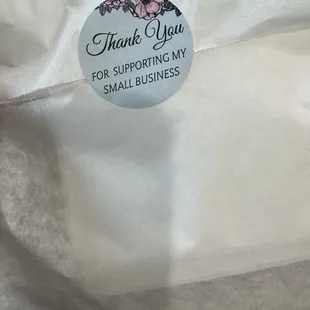 Thank You
FOR SUPPORTING MY
SMALL BUSINESS